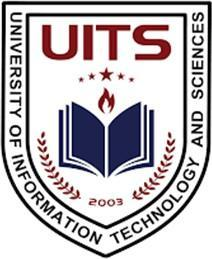 UITS
UNIVERSITY OF INFORMATION TECHNOLOGY AND SCIENCES
2003